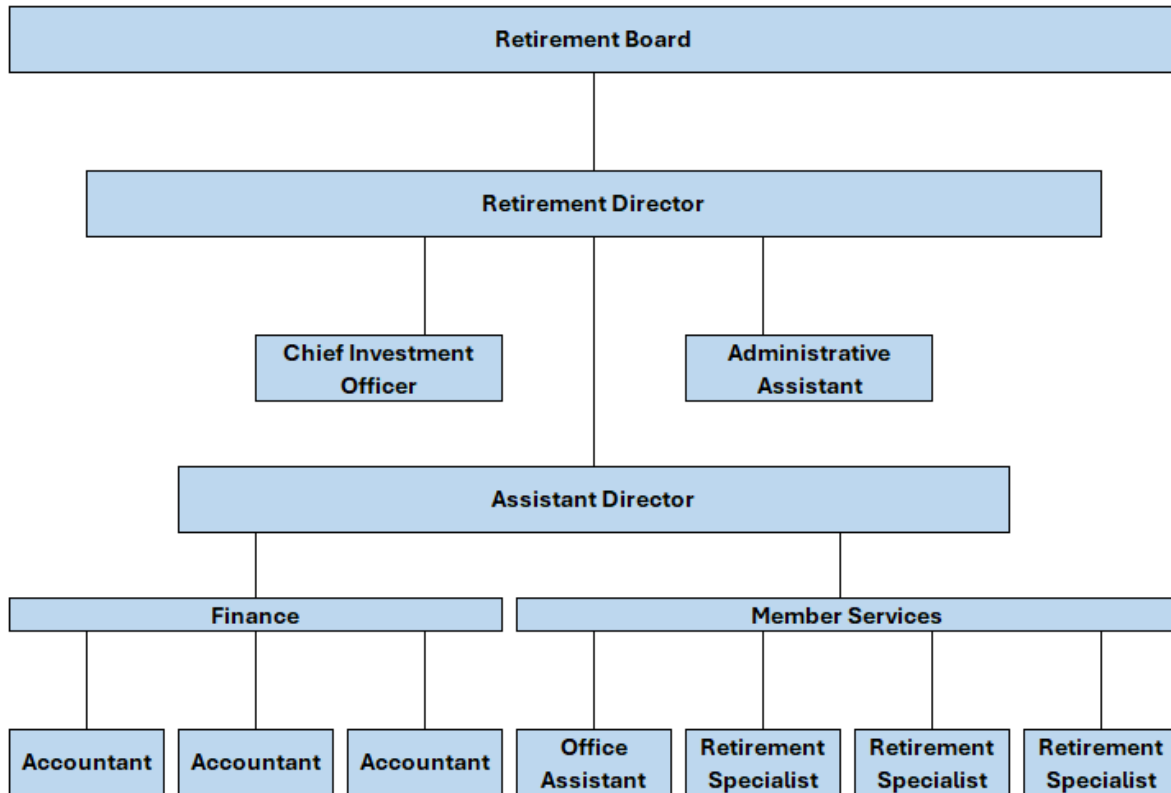 Retirement Board
Retirement Director
Chief Investment
Officer
Administrative
Assistant
Assistant Director
Finance
Member Services
Accountant
Accountant
Accountant
Office
Assistant
Retirement
Specialist
Retirement
Specialist
Retirement
Specialist